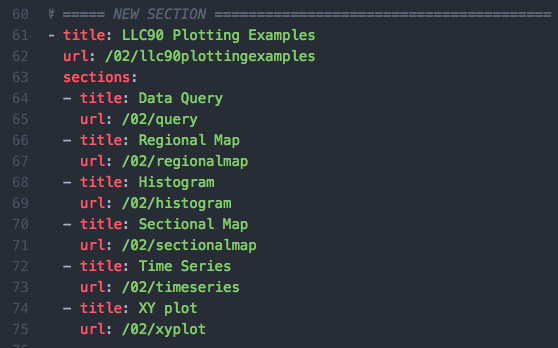 60 # ===== NEW SECTION ========================================
61 - title: LLC90 Plotting Examples
62   url: /02/llc90plottingexamples
63   sections:
64   - title: Data Query
65     url: /02/query
66   - title: Regional Map
67     url: /02/regionalmap
68   - title: Histogram
69     url: /02/histogram
70   - title: Sectional Map
71     url: /02/sectionalmap
72   - title: Time Series
73     url: /02/timeseries
74   - title: XY plot
75     url: /02/xyplot
76